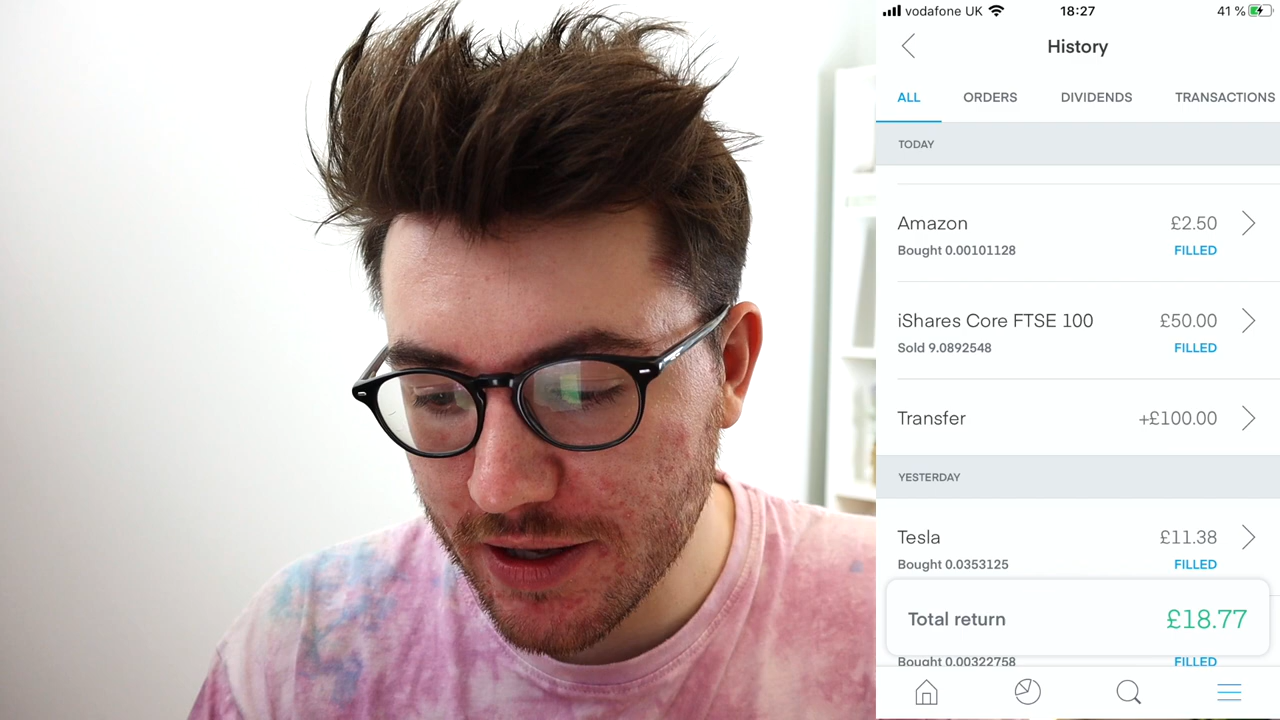 vodafone UK 18:27 41 %
History
ALL ORDERS DIVIDENDS TRANSACTIONS
TODAY
Amazon £2.50
Bought 0.00101128 FILLED
iShares Core FTSE 100 £50.00
Sold 9.0892548 FILLED
Transfer +£100.00
YESTERDAY
Tesla £11.38
Bought 0.0353125 FILLED
Total return £18.77
Bought 0.00322758 FILLED